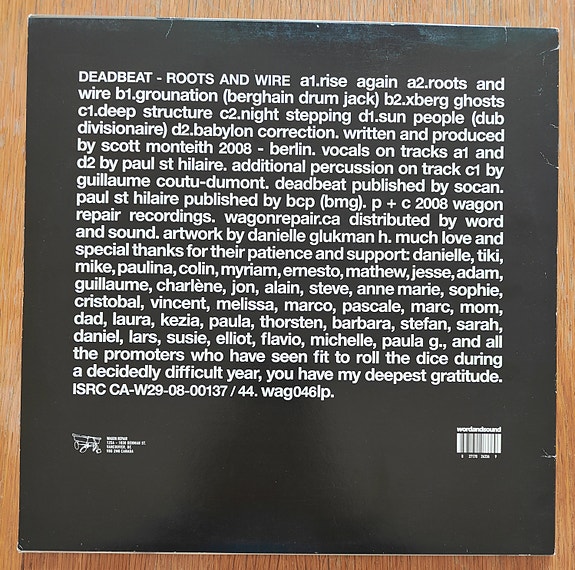 DEADBEAT - ROOTS AND WIRE a1.rise again a2.roots and
wire b1.grounation (berghain drum jack) b2.xberg ghosts
c1.deep structure c2.night stepping d1.sun people (dub
divisionaire) d2.babylon correction. written and produced
by scott monteith 2008 - berlin. vocals on tracks a1 and
d2 by paul st hilaire. additional percussion on track c1 by
guillaume coutu-dumont. deadbeat published by socan.
paul st hilaire published by bcp (bmg). p + c 2008 wagon
repair recordings. wagonrepair.ca distributed by word
and sound. artwork by danielle glukman h. much love and
special thanks for their patience and support: danielle, tiki,
mike, paulina, colin, myriam, ernesto, mathew, jesse, adam,
guillaume, charlène, jon, alain, steve, anne marie, sophie,
cristobal, vincent, melissa, marco, pascale, marc, mom,
dad, laura, kezia, paula, thorsten, barbara, stefan, sarah,
daniel, lars, susie, elliot, flavio, michelle, paula g., and all
the promoters who have seen fit to roll the dice during
a decidedly difficult year, you have my deepest gratitude.
ISRC CA-W29-08-00137 / 44. wag046lp.
WAGON REPAIR
VANCOUVER, BC
V6G 2M8 CANADA
wordandsound